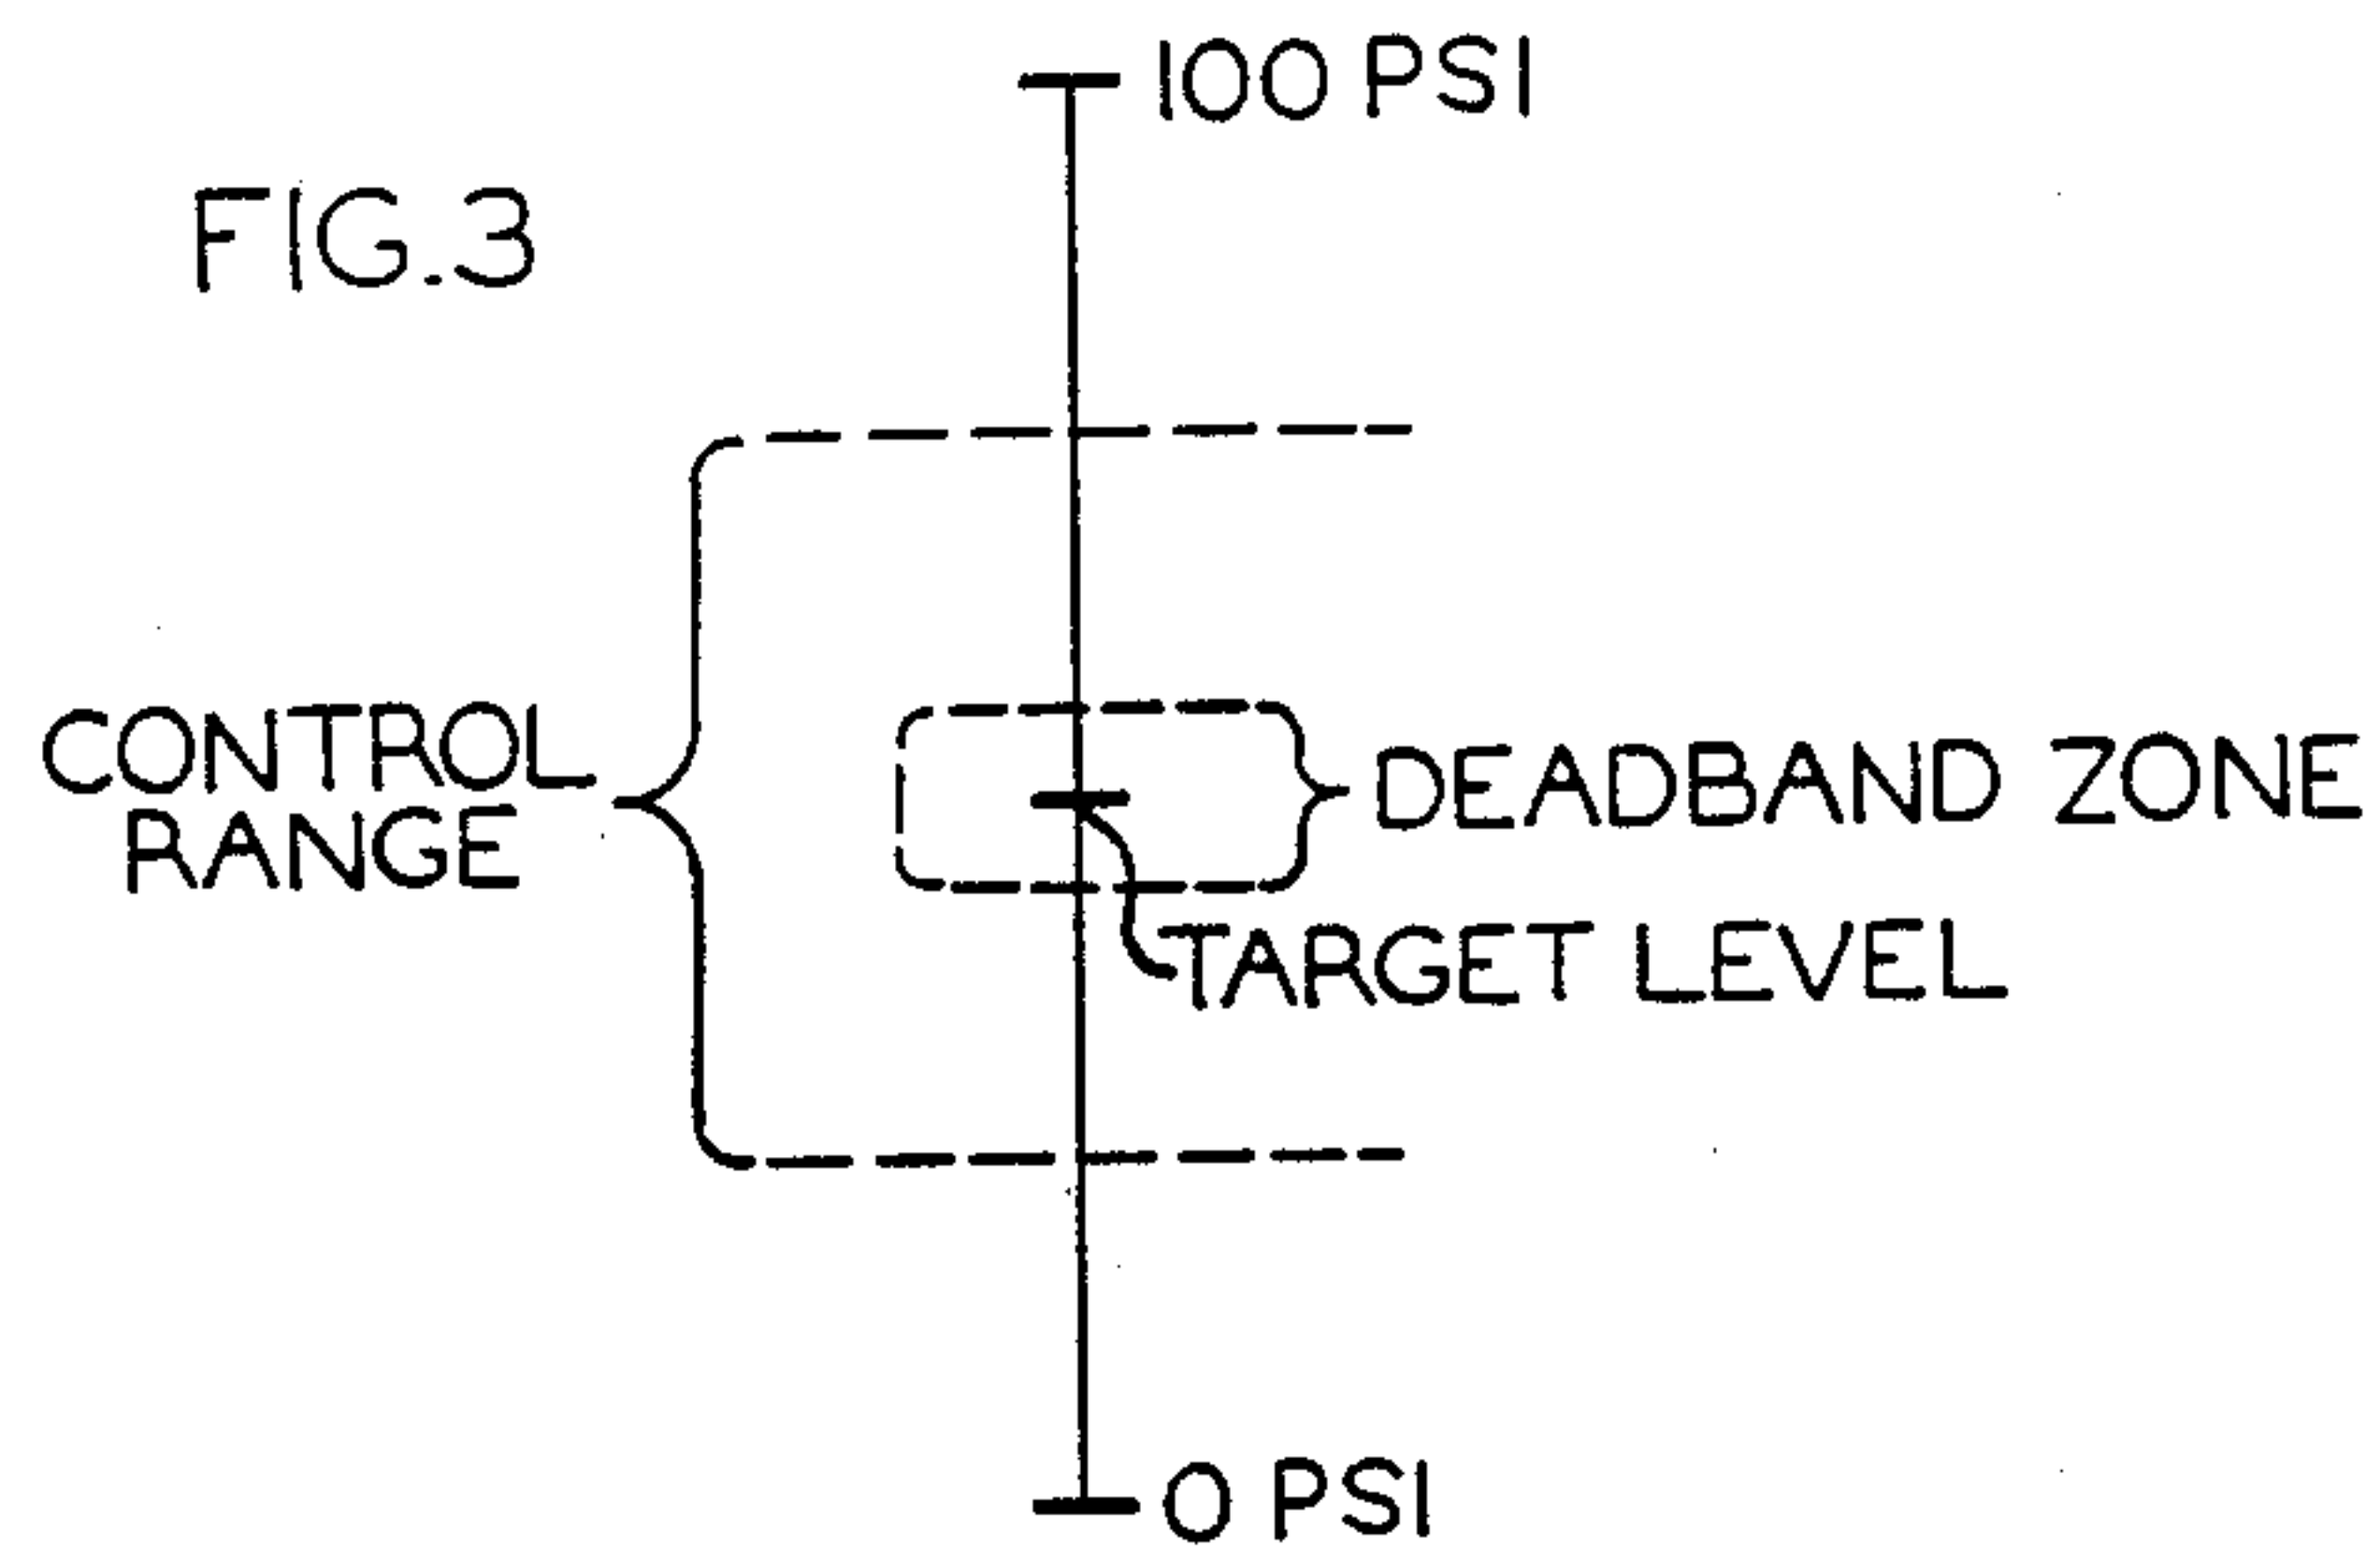 100 PSI
FIG.3
CONTROL
RANGE
DEADBAND ZONE
TARGET LEVEL
0 PSI